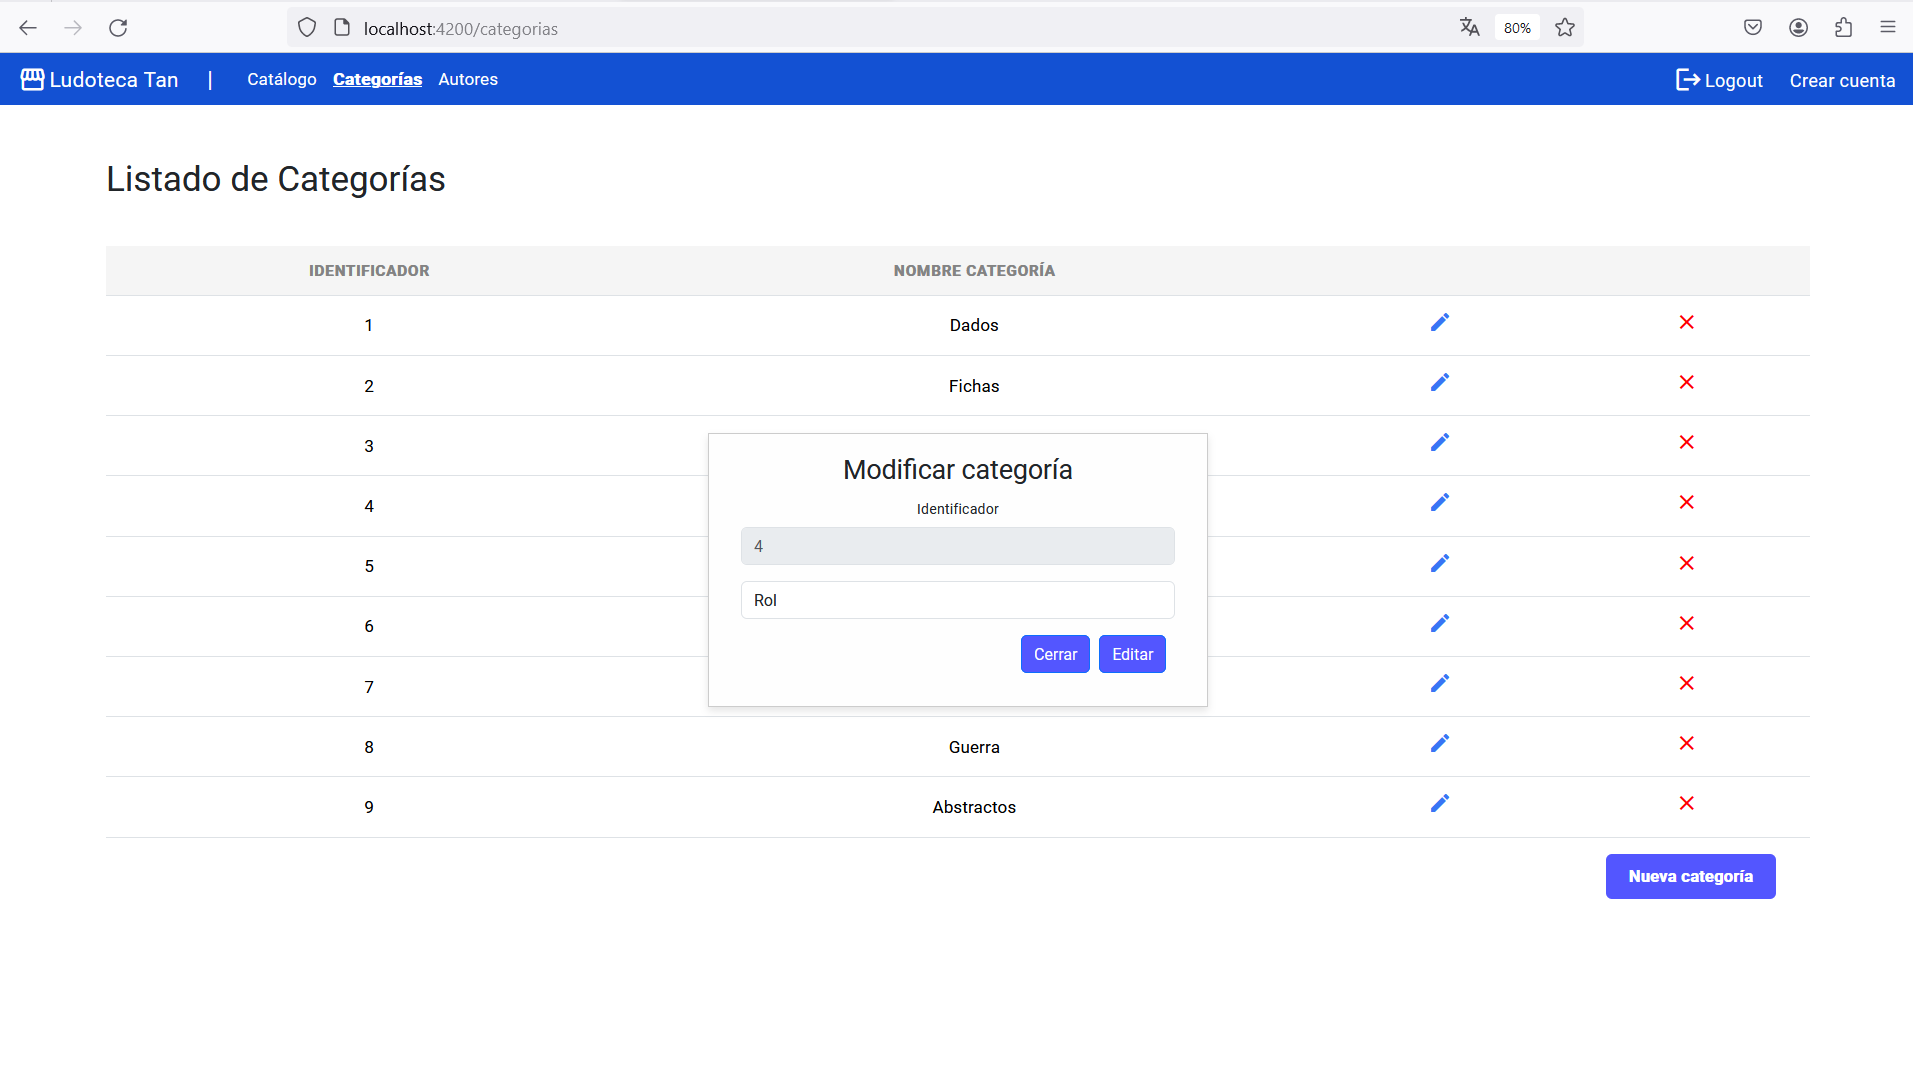 localhost:4200/categorias
80%
Ludoteca Tan | Catálogo Categorías Autores Logout Crear cuenta
Listado de Categorías
IDENTIFICADOR NOMBRE CATEGORÍA
1 Dados
2 Fichas
3
4
5
6
7
8 Guerra
9 Abstractos
Modificar categoría
Identificador
4
Rol
Cerrar Editar
Nueva categoría